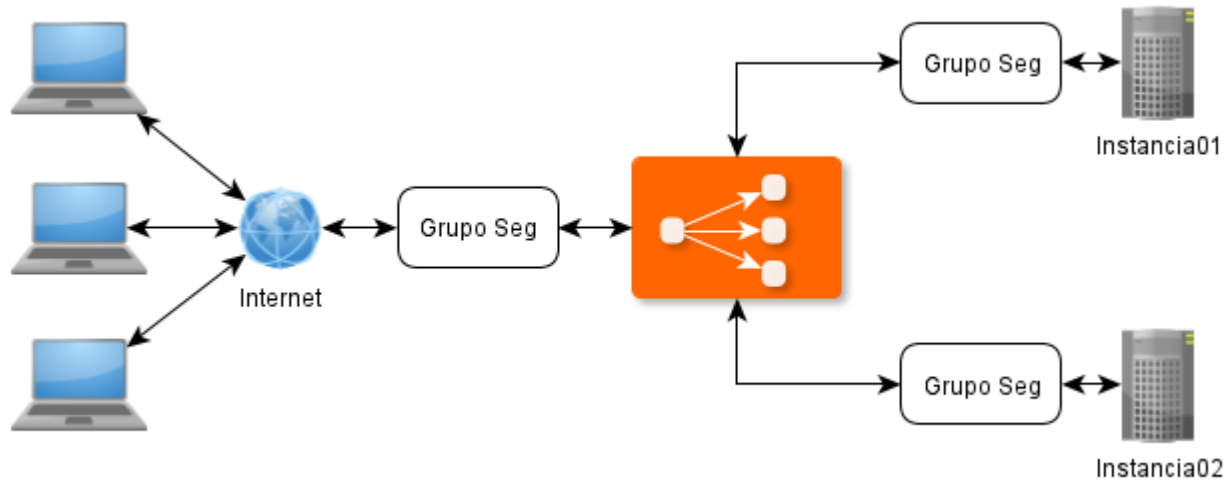 Grupo Seg
Instancia01
Grupo Seg
Internet
Grupo Seg
Instancia02